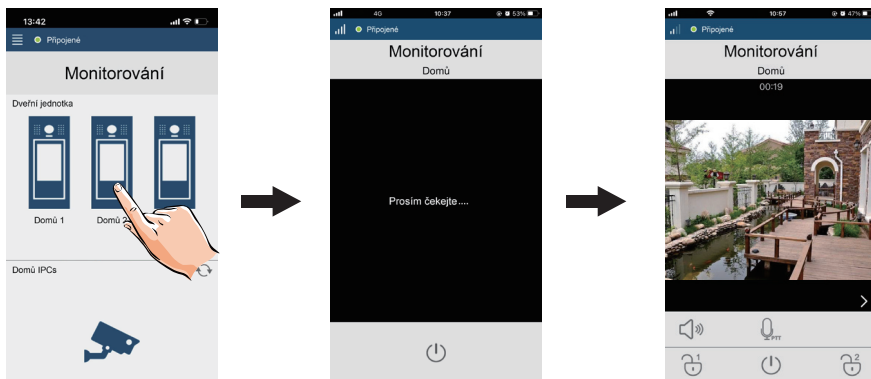 13:42
Připojené
Monitorování
Dveřní jednotka
Domů 1
Domů 2
Domů IPCs
4G 10:37 53%
Připojené
Monitorování
Domů
Prosím čekejte....
10:57 47%
Připojené
Monitorování
Domů
00:19
PTT
1
2